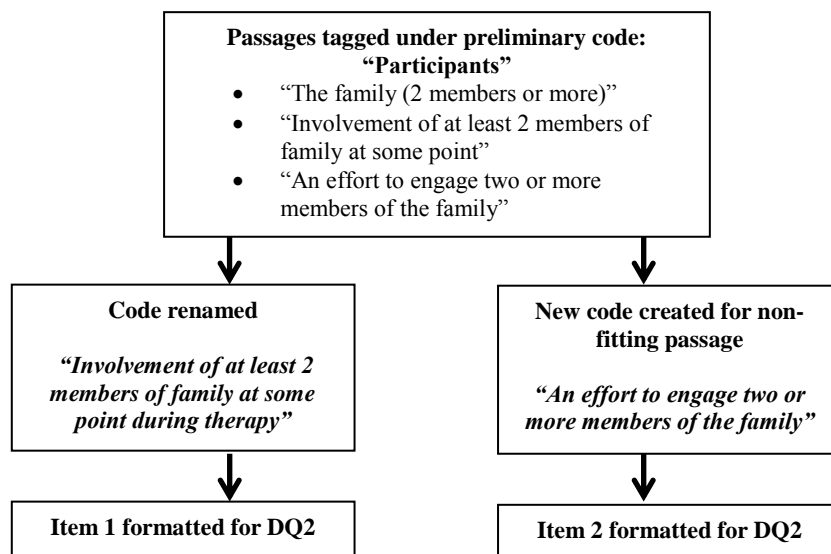 Passages tagged under preliminary code:
“Participants”
• “The family (2 members or more)”
• “Involvement of at least 2 members of
family at some point”
• “An effort to engage two or more
members of the family”
Code renamed
“Involvement of at least 2
members of family at some
point during therapy”
New code created for non-
fitting passage
“An effort to engage two or
more members of the family”
Item 1 formatted for DQ2
Item 2 formatted for DQ2